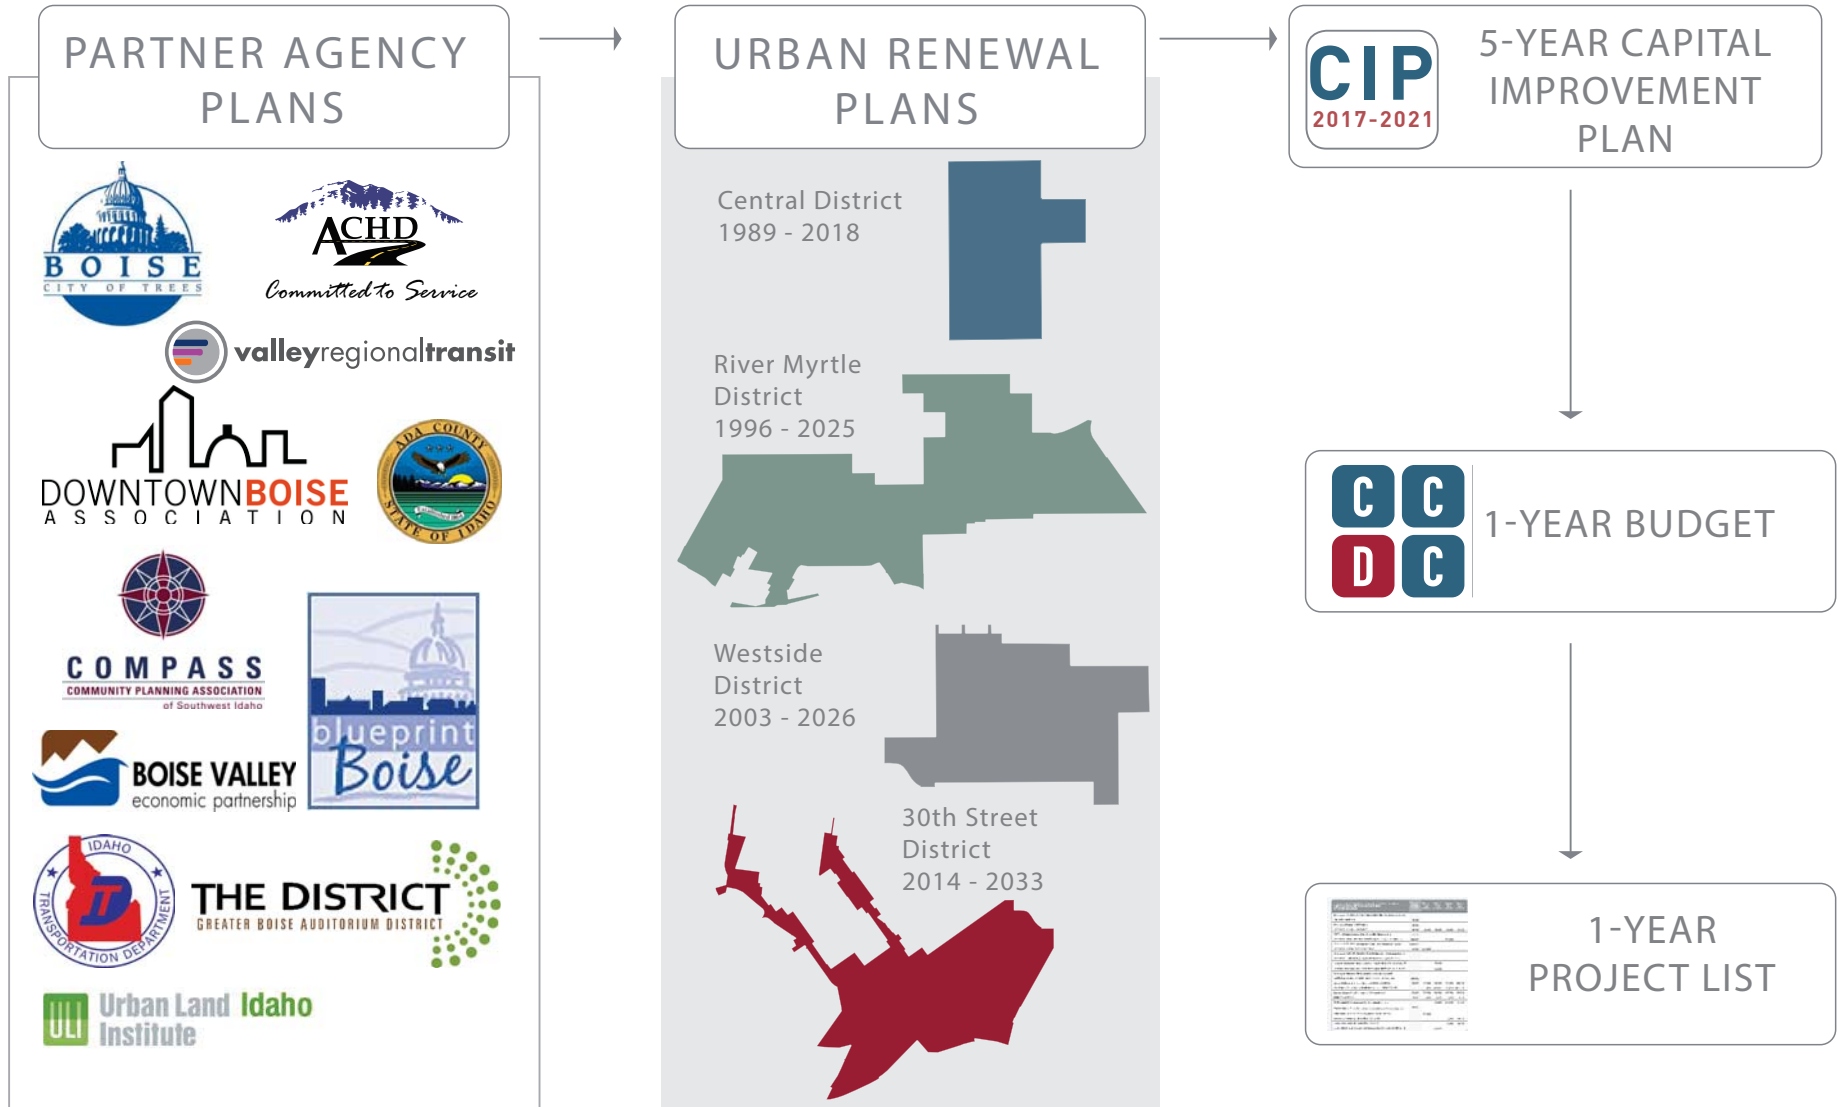 PARTNER AGENCY
PLANS
BOISE
CITY OF TREES
ACHD
Committed to Service
valleyregionaltransit
DOWNTOWNBOISE
ASSOCIATION
ADA COUNTY
STATE OF IDAHO
COMPASS
COMMUNITY PLANNING ASSOCIATION
of Southwest Idaho
blueprint
Boise
BOISE VALLEY
economic partnership
IDAHO
TRANSPORTATION DEPARTMENT
THE DISTRICT
GREATER BOISE AUDITORIUM DISTRICT
ULI
Urban Land Idaho
Institute
URBAN RENEWAL
PLANS
Central District
1989 - 2018
River Myrtle
District
1996 - 2025
Westside
District
2003 - 2026
30th Street
District
2014 - 2033
CIP
2017-2021
5-YEAR CAPITAL
IMPROVEMENT
PLAN
C C
D C
1-YEAR BUDGET
1-YEAR
PROJECT LIST